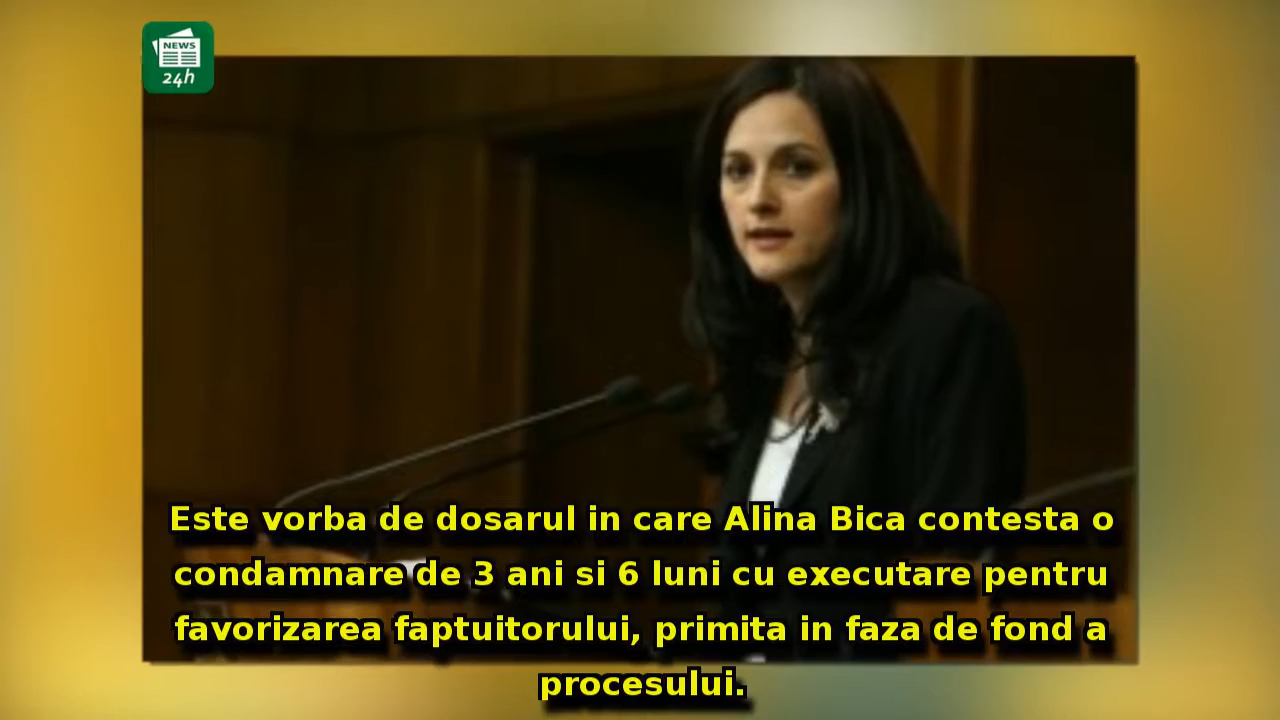 NEWS
24h
Este vorba de dosarul in care Alina Bica contesta o
condamnare de 3 ani si 6 luni cu executare pentru
favorizarea faptuitorului, primita in faza de fond a
procesului.